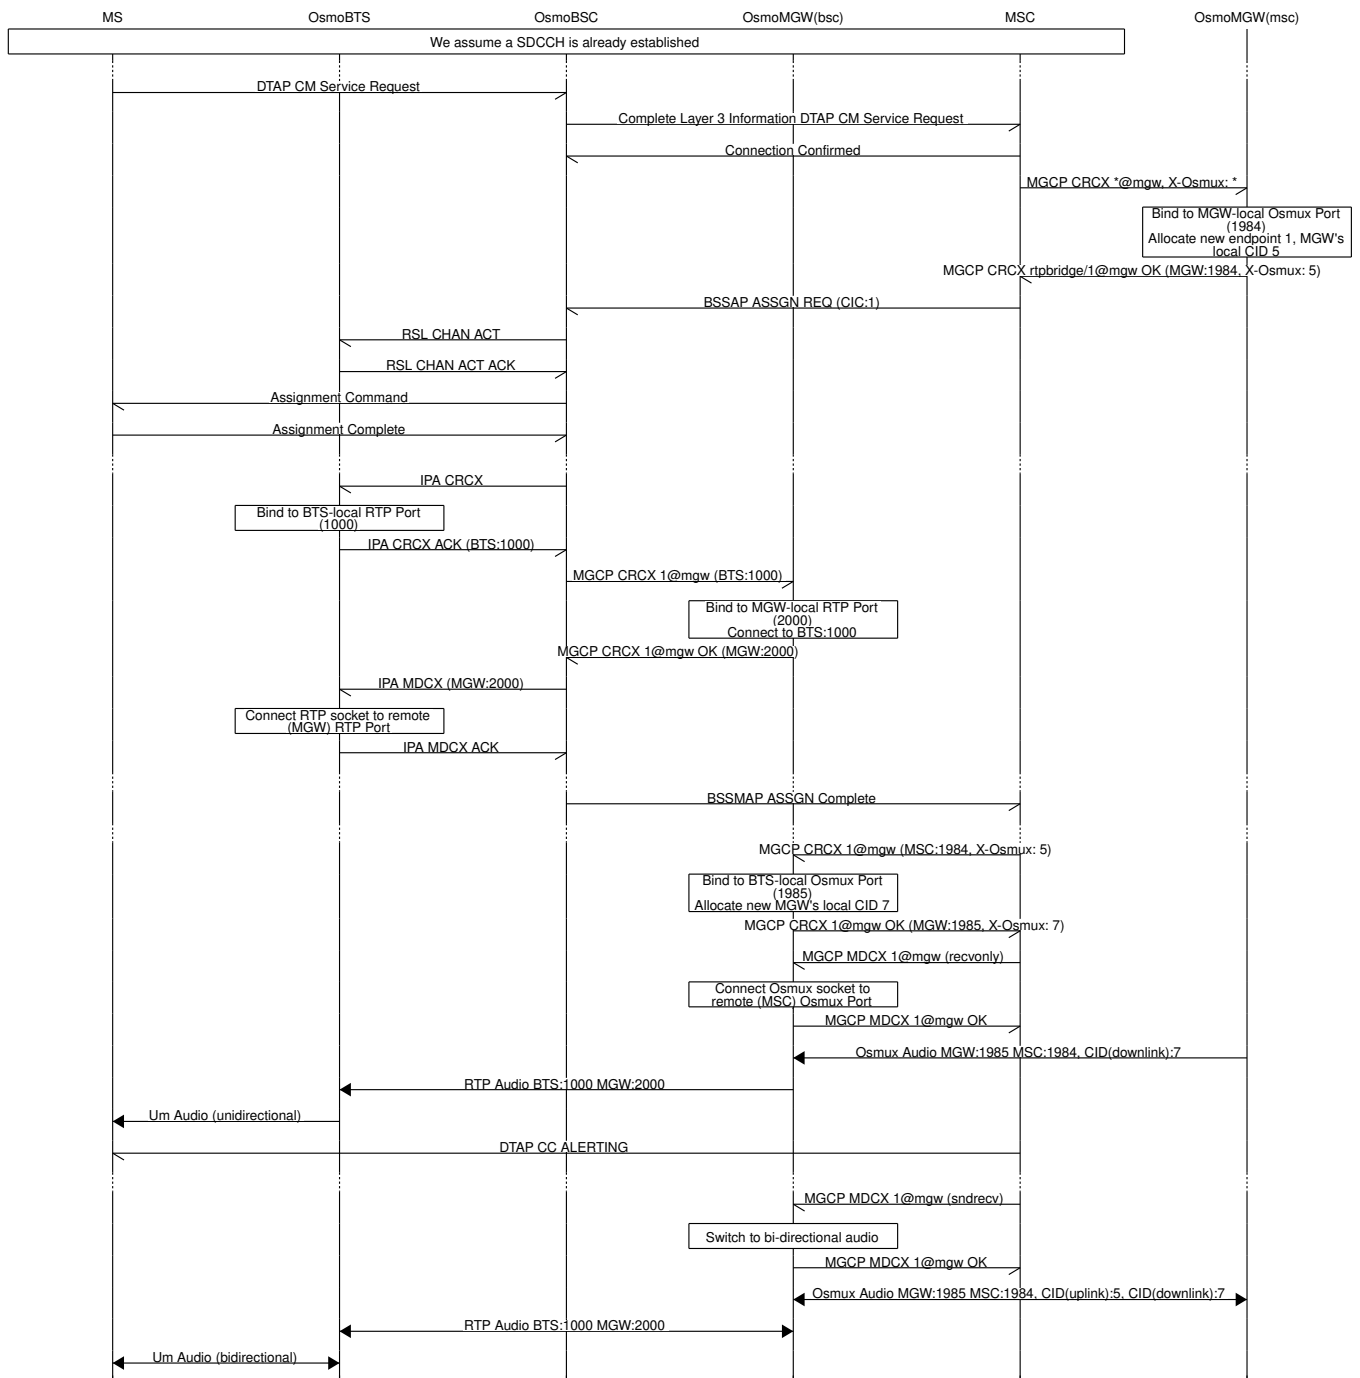 MS OsmoBTS OsmoBSC OsmoMGW(bsc) MSC OsmoMGW(msc)
We assume a SDCCH is already established
DTAP CM Service Request
Complete Layer 3 Information DTAP CM Service Request
Connection Confirmed
MGCP CRCX *@mgw, X-Osmux: *
Bind to MGW-local Osmux Port
(1984)
Allocate new endpoint 1, MGW's
local CID 5
MGCP CRCX rtpbridge/1@mgw OK (MGW:1984, X-Osmux: 5)
BSSAP ASSGN REQ (CIC:1)
RSL CHAN ACT
RSL CHAN ACT ACK
Assignment Command
Assignment Complete
IPA CRCX
Bind to BTS-local RTP Port
(1000)
IPA CRCX ACK (BTS:1000)
MGCP CRCX 1@mgw (BTS:1000)
Bind to MGW-local RTP Port
(2000)
Connect to BTS:1000
MGCP CRCX 1@mgw OK (MGW:2000)
IPA MDCX (MGW:2000)
Connect RTP socket to remote
(MGW) RTP Port
IPA MDCX ACK
BSSMAP ASSGN Complete
MGCP CRCX 1@mgw (MSC:1984, X-Osmux: 5)
Bind to BTS-local Osmux Port
(1985)
Allocate new MGW's local CID 7
MGCP CRCX 1@mgw OK (MGW:1985, X-Osmux: 7)
MGCP MDCX 1@mgw (recvonly)
Connect Osmux socket to
remote (MSC) Osmux Port
MGCP MDCX 1@mgw OK
Osmux Audio MGW:1985 MSC:1984, CID(downlink):7
RTP Audio BTS:1000 MGW:2000
Um Audio (unidirectional)
DTAP CC ALERTING
MGCP MDCX 1@mgw (sndrecv)
Switch to bi-directional audio
MGCP MDCX 1@mgw OK
Osmux Audio MGW:1985 MSC:1984, CID(uplink):5, CID(downlink):7
RTP Audio BTS:1000 MGW:2000
Um Audio (bidirectional)